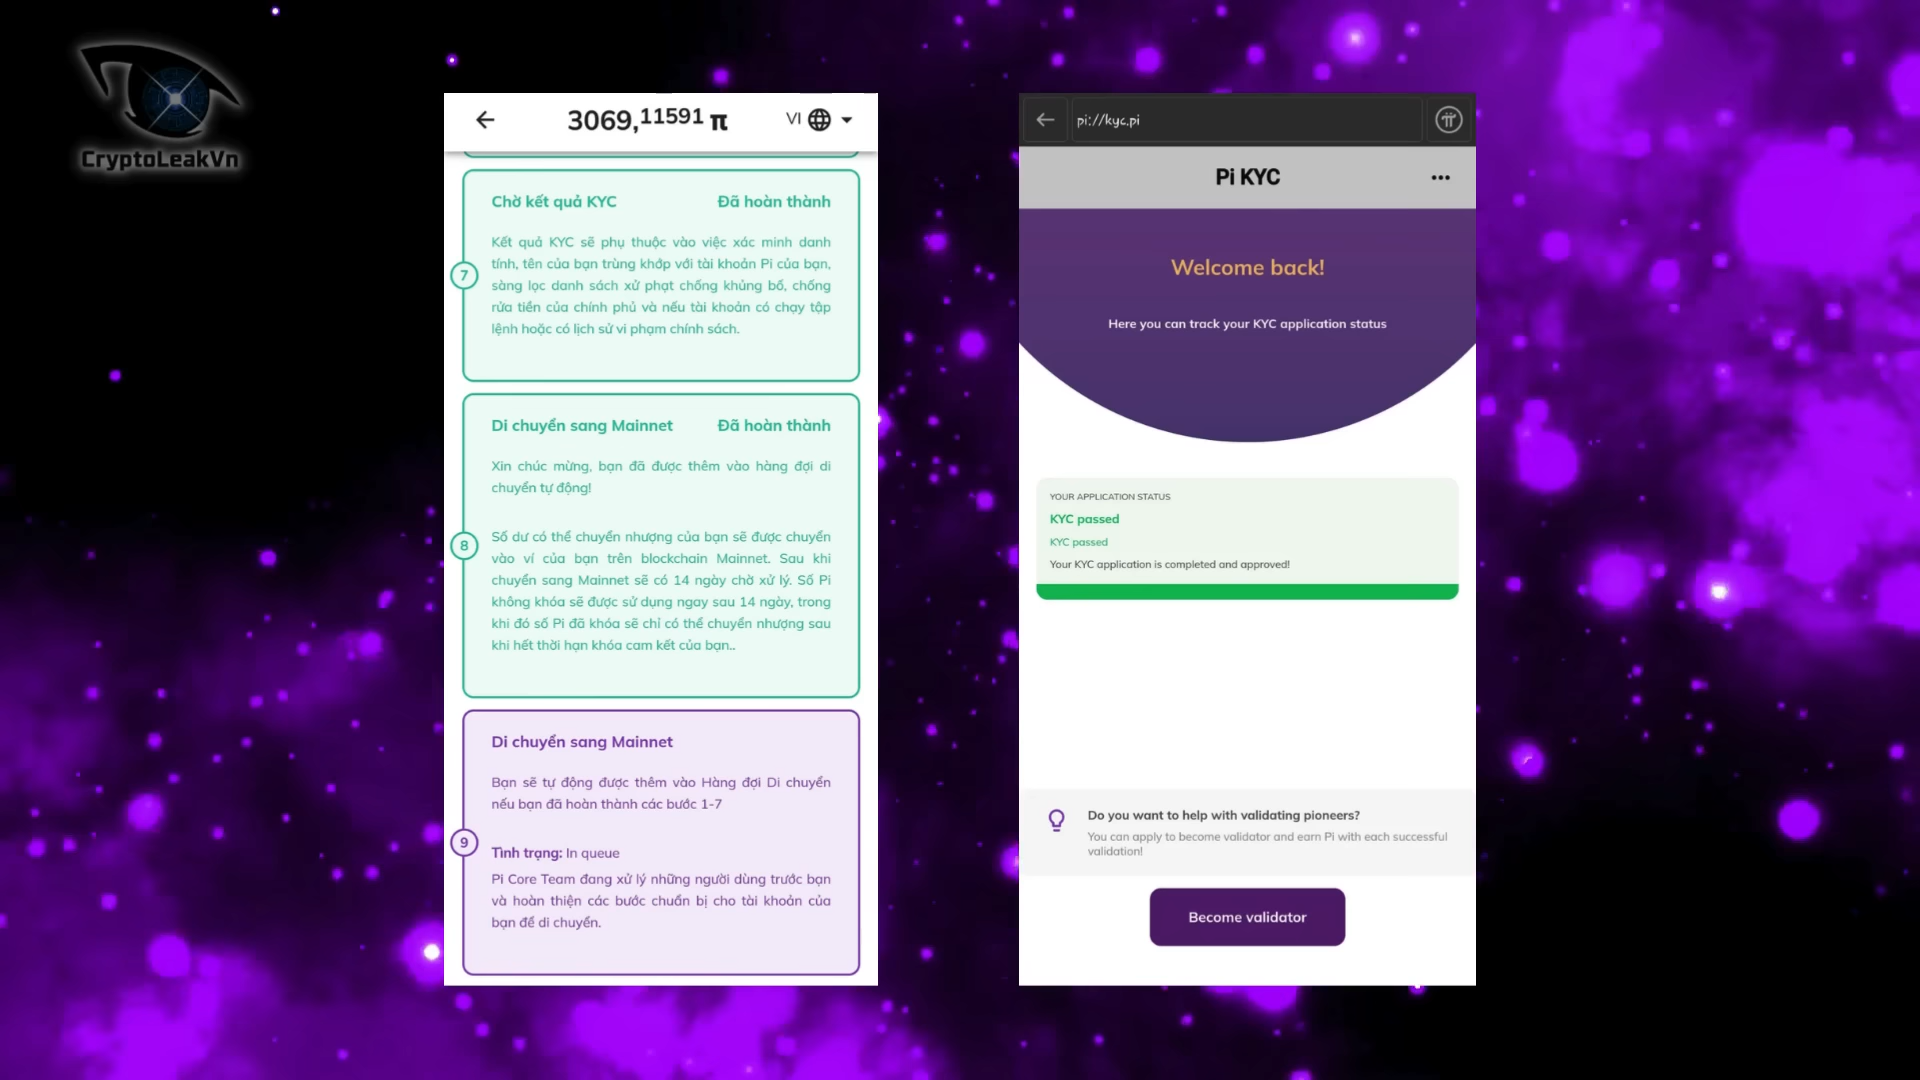 CryptoLeakVn
3069,11591 π
VI
Chờ kết quả KYC
Đã hoàn thành
Kết quả KYC sẽ phụ thuộc vào việc xác minh danh
tính, tên của bạn trùng khớp với tài khoản Pi của bạn,
sàng lọc danh sách xử phạt chống khủng bố, chống
rửa tiền của chính phủ và nếu tài khoản có chạy tập
lệnh hoặc có lịch sử vi phạm chính sách.
7
Di chuyển sang Mainnet
Đã hoàn thành
Xin chúc mừng, bạn đã được thêm vào hàng đợi di
chuyển tự động!
Số dư có thể chuyển nhượng của bạn sẽ được chuyển
vào ví của bạn trên blockchain Mainnet. Sau khi
chuyển sang Mainnet sẽ có 14 ngày chờ xử lý. Số Pi
không khóa sẽ được sử dụng ngay sau 14 ngày, trong
khi đó số Pi đã khóa sẽ chỉ có thể chuyển nhượng sau
khi hết thời hạn khóa cam kết của bạn..
8
Di chuyển sang Mainnet
Bạn sẽ tự động được thêm vào Hàng đợi Di chuyển
nếu bạn đã hoàn thành các bước 1-7
9
Tình trạng: In queue
Pi Core Team đang xử lý những người dùng trước bạn
và hoàn thiện các bước chuẩn bị cho tài khoản của
bạn để di chuyển.
pi://kyc.pi
Pi KYC
Welcome back!
Here you can track your KYC application status
YOUR APPLICATION STATUS
KYC passed
KYC passed
Your KYC application is completed and approved!
Do you want to help with validating pioneers?
You can apply to become validator and earn Pi with each successful
validation!
Become validator